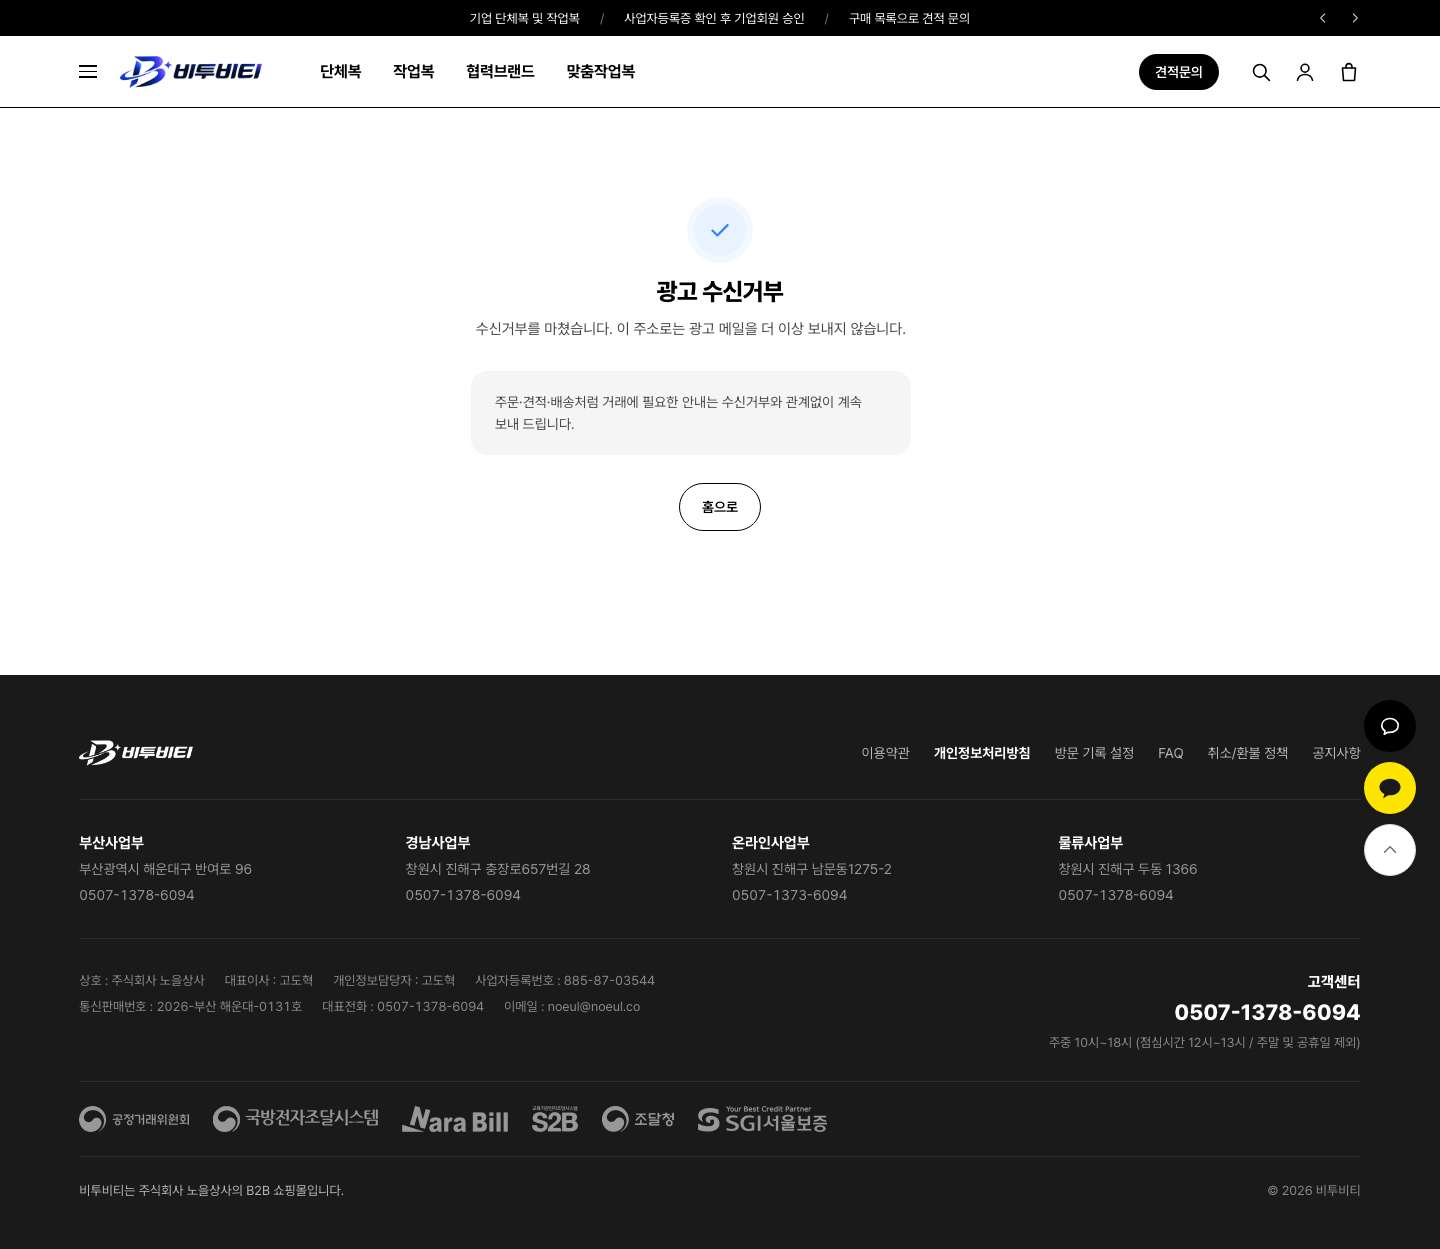 기업 단체복 및 작업복 / 사업자등록증 확인 후 기업회원 승인 / 구매 목록으로 견적 문의
비투비티
단체복 작업복 협력브랜드 맞춤작업복
견적문의
광고 수신거부
수신거부를 마쳤습니다. 이 주소로는 광고 메일을 더 이상 보내지 않습니다.
주문·견적·배송처럼 거래에 필요한 안내는 수신거부와 관계없이 계속
보내 드립니다.
홈으로
비투비티
이용약관 개인정보처리방침 방문 기록 설정 FAQ 취소/환불 정책 공지사항
부산사업부 경남사업부 온라인사업부 물류사업부
부산광역시 해운대구 반여로 96 창원시 진해구 충장로657번길 28 창원시 진해구 남문동1275-2 창원시 진해구 두동 1366
0507-1378-6094 0507-1378-6094 0507-1373-6094 0507-1378-6094
상호 : 주식회사 노을상사 대표이사 : 고도혁 개인정보담당자 : 고도혁 사업자등록번호 : 885-87-03544
통신판매번호 : 2026-부산 해운대-0131호 대표전화 : 0507-1378-6094 이메일 : noeul@noeul.co
고객센터
0507-1378-6094
주중 10시~18시 (점심시간 12시~13시 / 주말 및 공휴일 제외)
공정거래위원회 국방전자조달시스템 Nara Bill S2B 조달청 Your Best Credit Partner SGI서울보증
비투비티는 주식회사 노을상사의 B2B 쇼핑몰입니다.
© 2026 비투비티